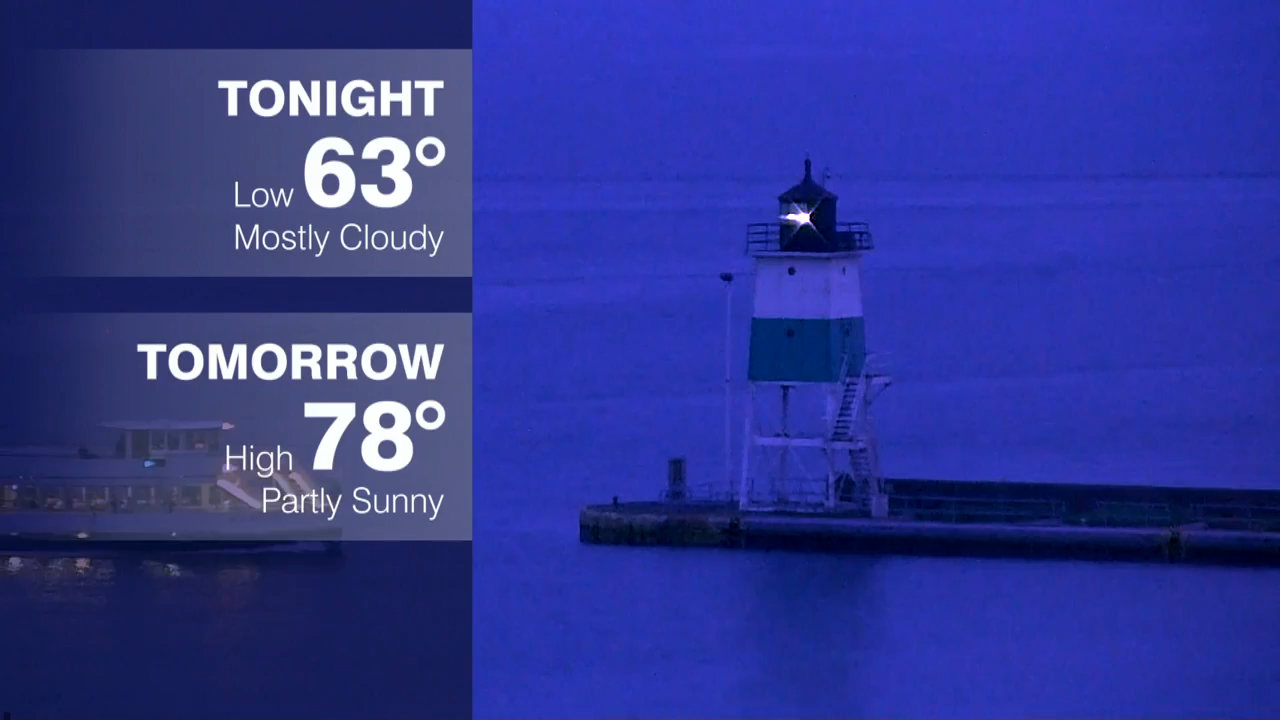 TONIGHT
Low 63°
Mostly Cloudy
TOMORROW
High 78°
Partly Sunny